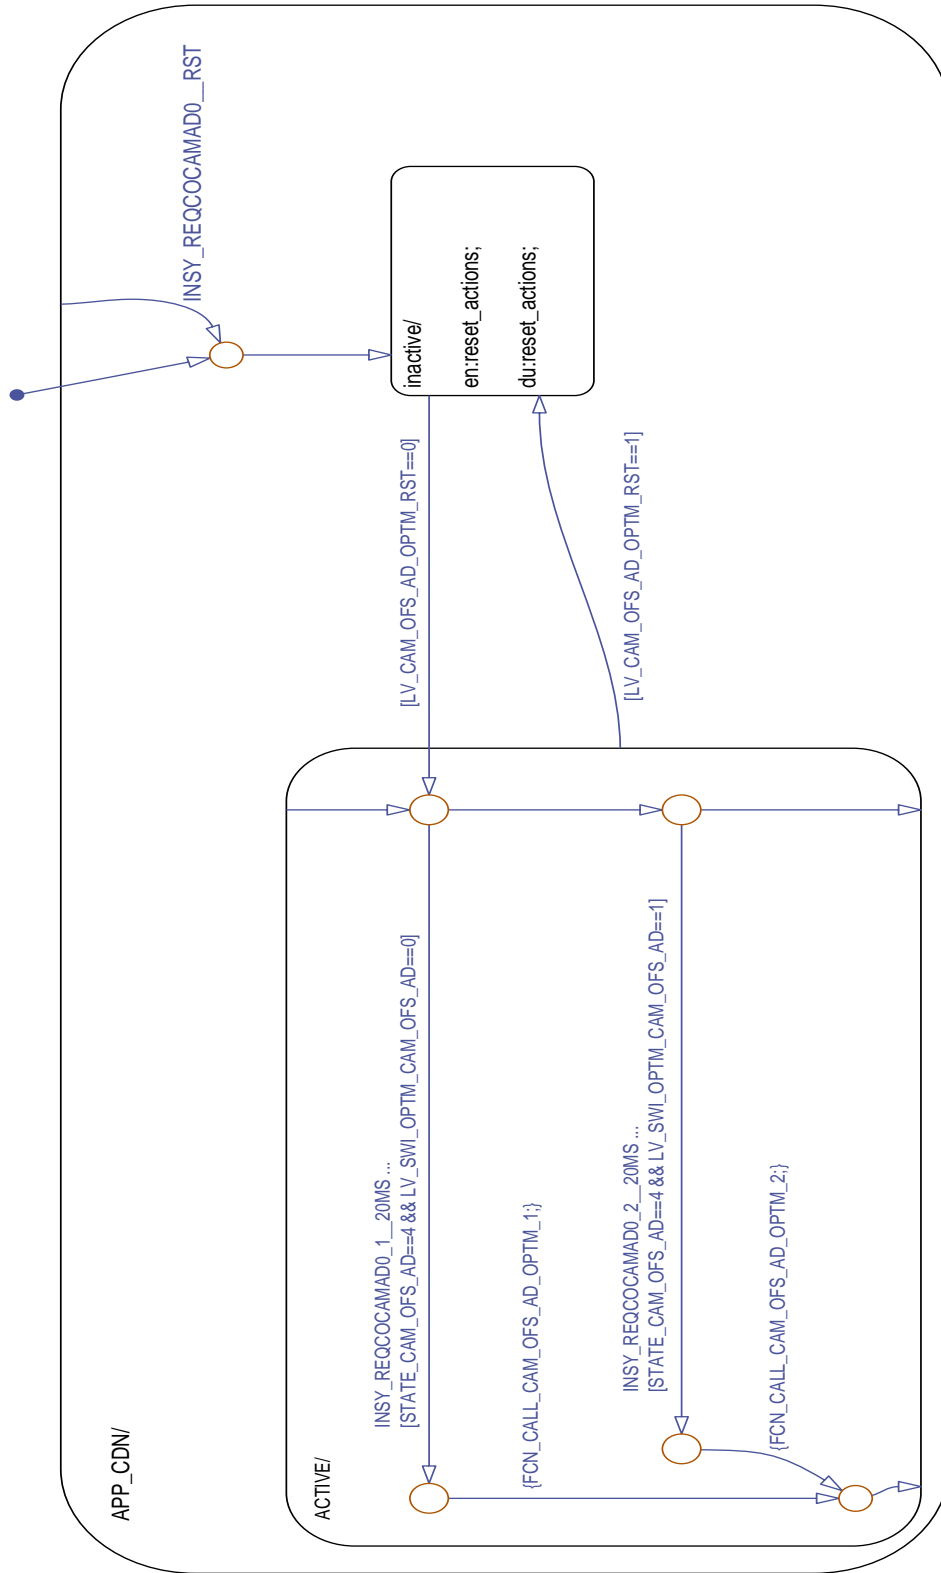 APP_CDN/
ACTIVE/
INSY_REQCOCAMAD0_1__20MS ...
[STATE_CAM_OFS_AD==4 && LV_SWI_OPTM_CAM_OFS_AD==0]
{FCN_CALL_CAM_OFS_AD_OPTM_1;}
INSY_REQCOCAMAD0_2__20MS ...
[STATE_CAM_OFS_AD==4 && LV_SWI_OPTM_CAM_OFS_AD==1]
{FCN_CALL_CAM_OFS_AD_OPTM_2;}
[LV_CAM_OFS_AD_OPTM_RST==0]
[LV_CAM_OFS_AD_OPTM_RST==1]
INSY_REQCOCAMAD0__RST
inactive/
en:reset_actions;
du:reset_actions;